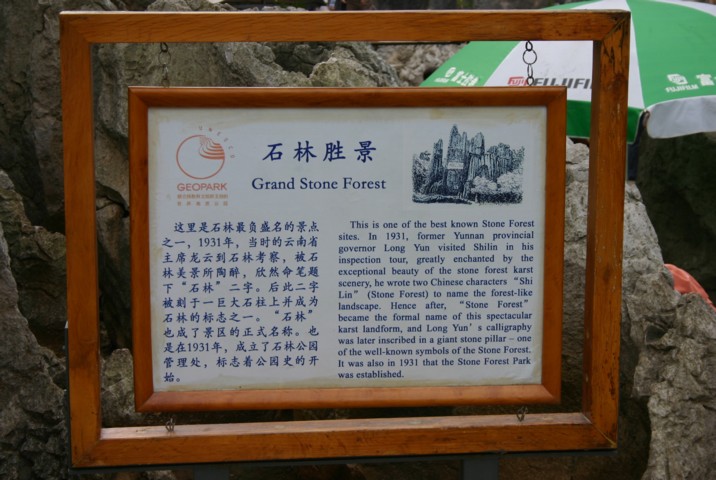 FUJIFILM
FUJIFILM
UNESCO
GEOPARK
石林胜景
Grand Stone Forest
这里是石林最负盛名的景点
之一，1931年，当时的云南省
主席龙云到石林考察，被石
林美景所陶醉，欣然命笔题
下“石林”二字。后此二字
被刻于一巨大石柱上并成为
石林的标志之一。“石林”
也成了景区的正式名称。也
是在1931年，成立了石林公园
管理处，标志着公园史的开
始。
This is one of the best known Stone Forest
sites. In 1931, former Yunnan provincial
governor Long Yun visited Shilin in his
inspection tour, greatly enchanted by the
exceptional beauty of the stone forest karst
scenery, he wrote two Chinese characters “Shi
Lin” (Stone Forest) to name the forest-like
landscape. Hence after, “Stone Forest”
became the formal name of this spectacular
karst landform, and Long Yun’s calligraphy
was later inscribed in a giant stone pillar – one
of the well-known symbols of the Stone Forest.
It was also in 1931 that the Stone Forest Park
was established.